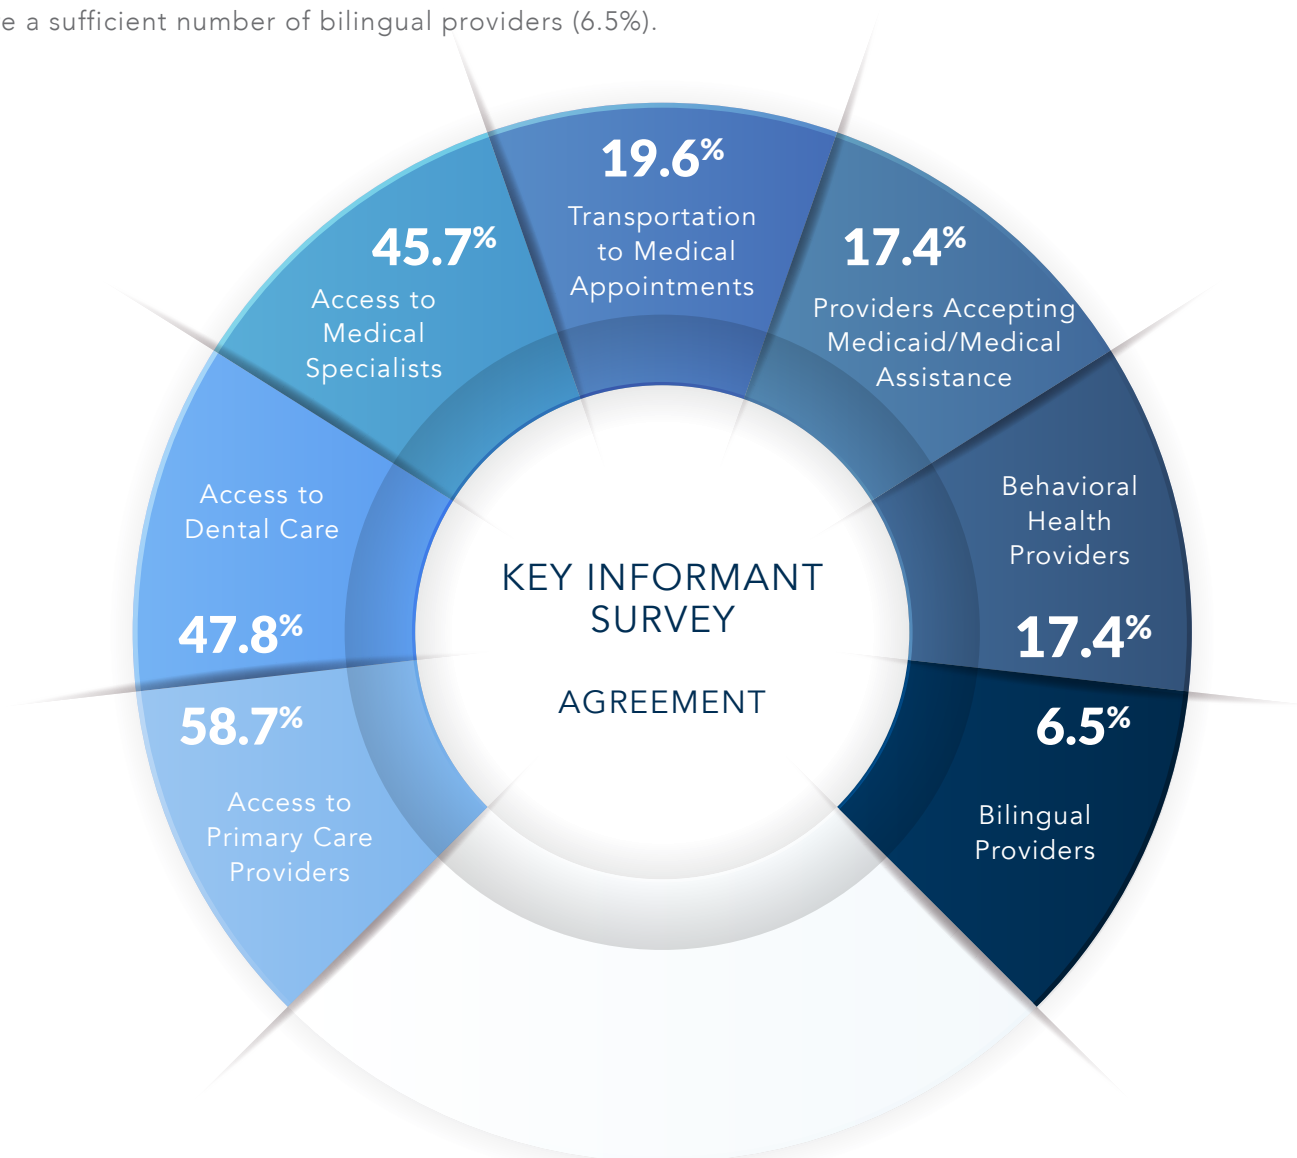 e a sufficient number of bilingual providers (6.5%).
19.6%
Transportation
to Medical
Appointments
45.7%
Access to
Medical
Specialists
17.4%
Providers Accepting
Medicaid/Medical
Assistance
Access to
Dental Care
47.8%
Behavioral
Health
Providers
17.4%
KEY INFORMANT
SURVEY
AGREEMENT
58.7%
Access to
Primary Care
Providers
6.5%
Bilingual
Providers